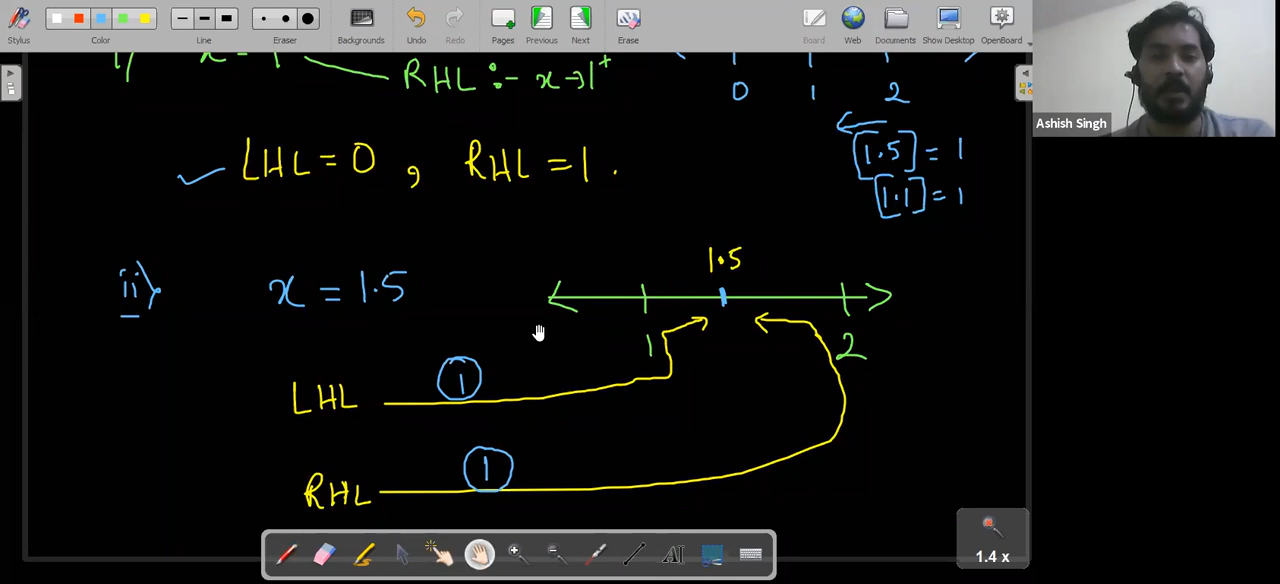 Stylus Color Line Eraser Backgrounds Undo Redo Pages Previous Next Erase Board Web Documents Show Desktop OpenBoard
RHL :- x→1⁺
0 1 2
Ashish Singh
[1.5] = 1
✓ LHL = 0 , RHL = 1 .
[1.1] = 1
1.5
ii) x = 1.5
1 2
LHL 1
RHL 1
1.4 x